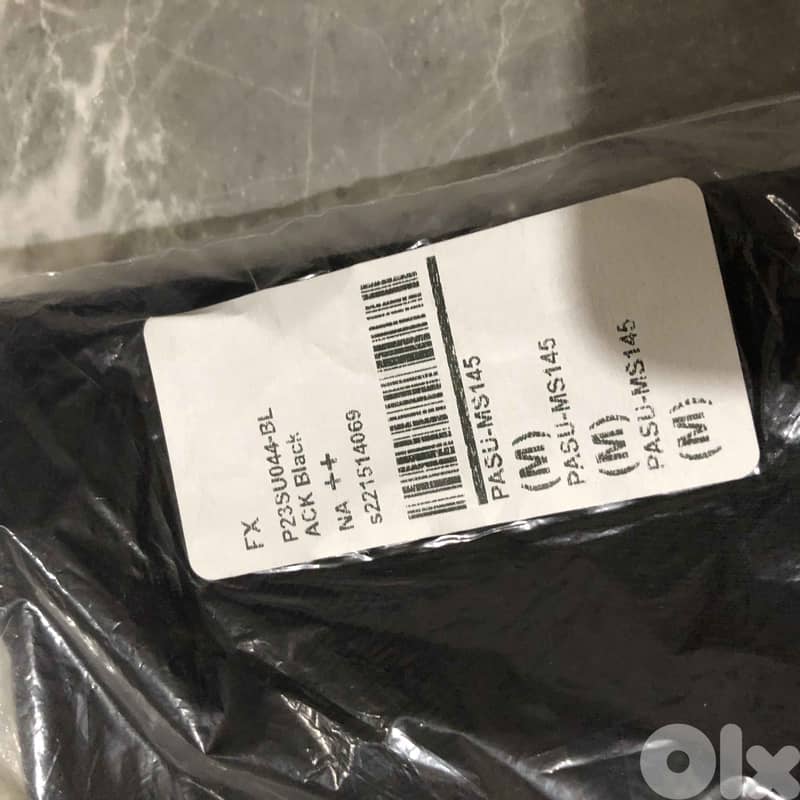 FX
P23SU044-BL
ACK Black
NA ++
s221514069
PASU-MS145
(M)
PASU-MS145
(M)
PASU-MS145
(M)
Olx